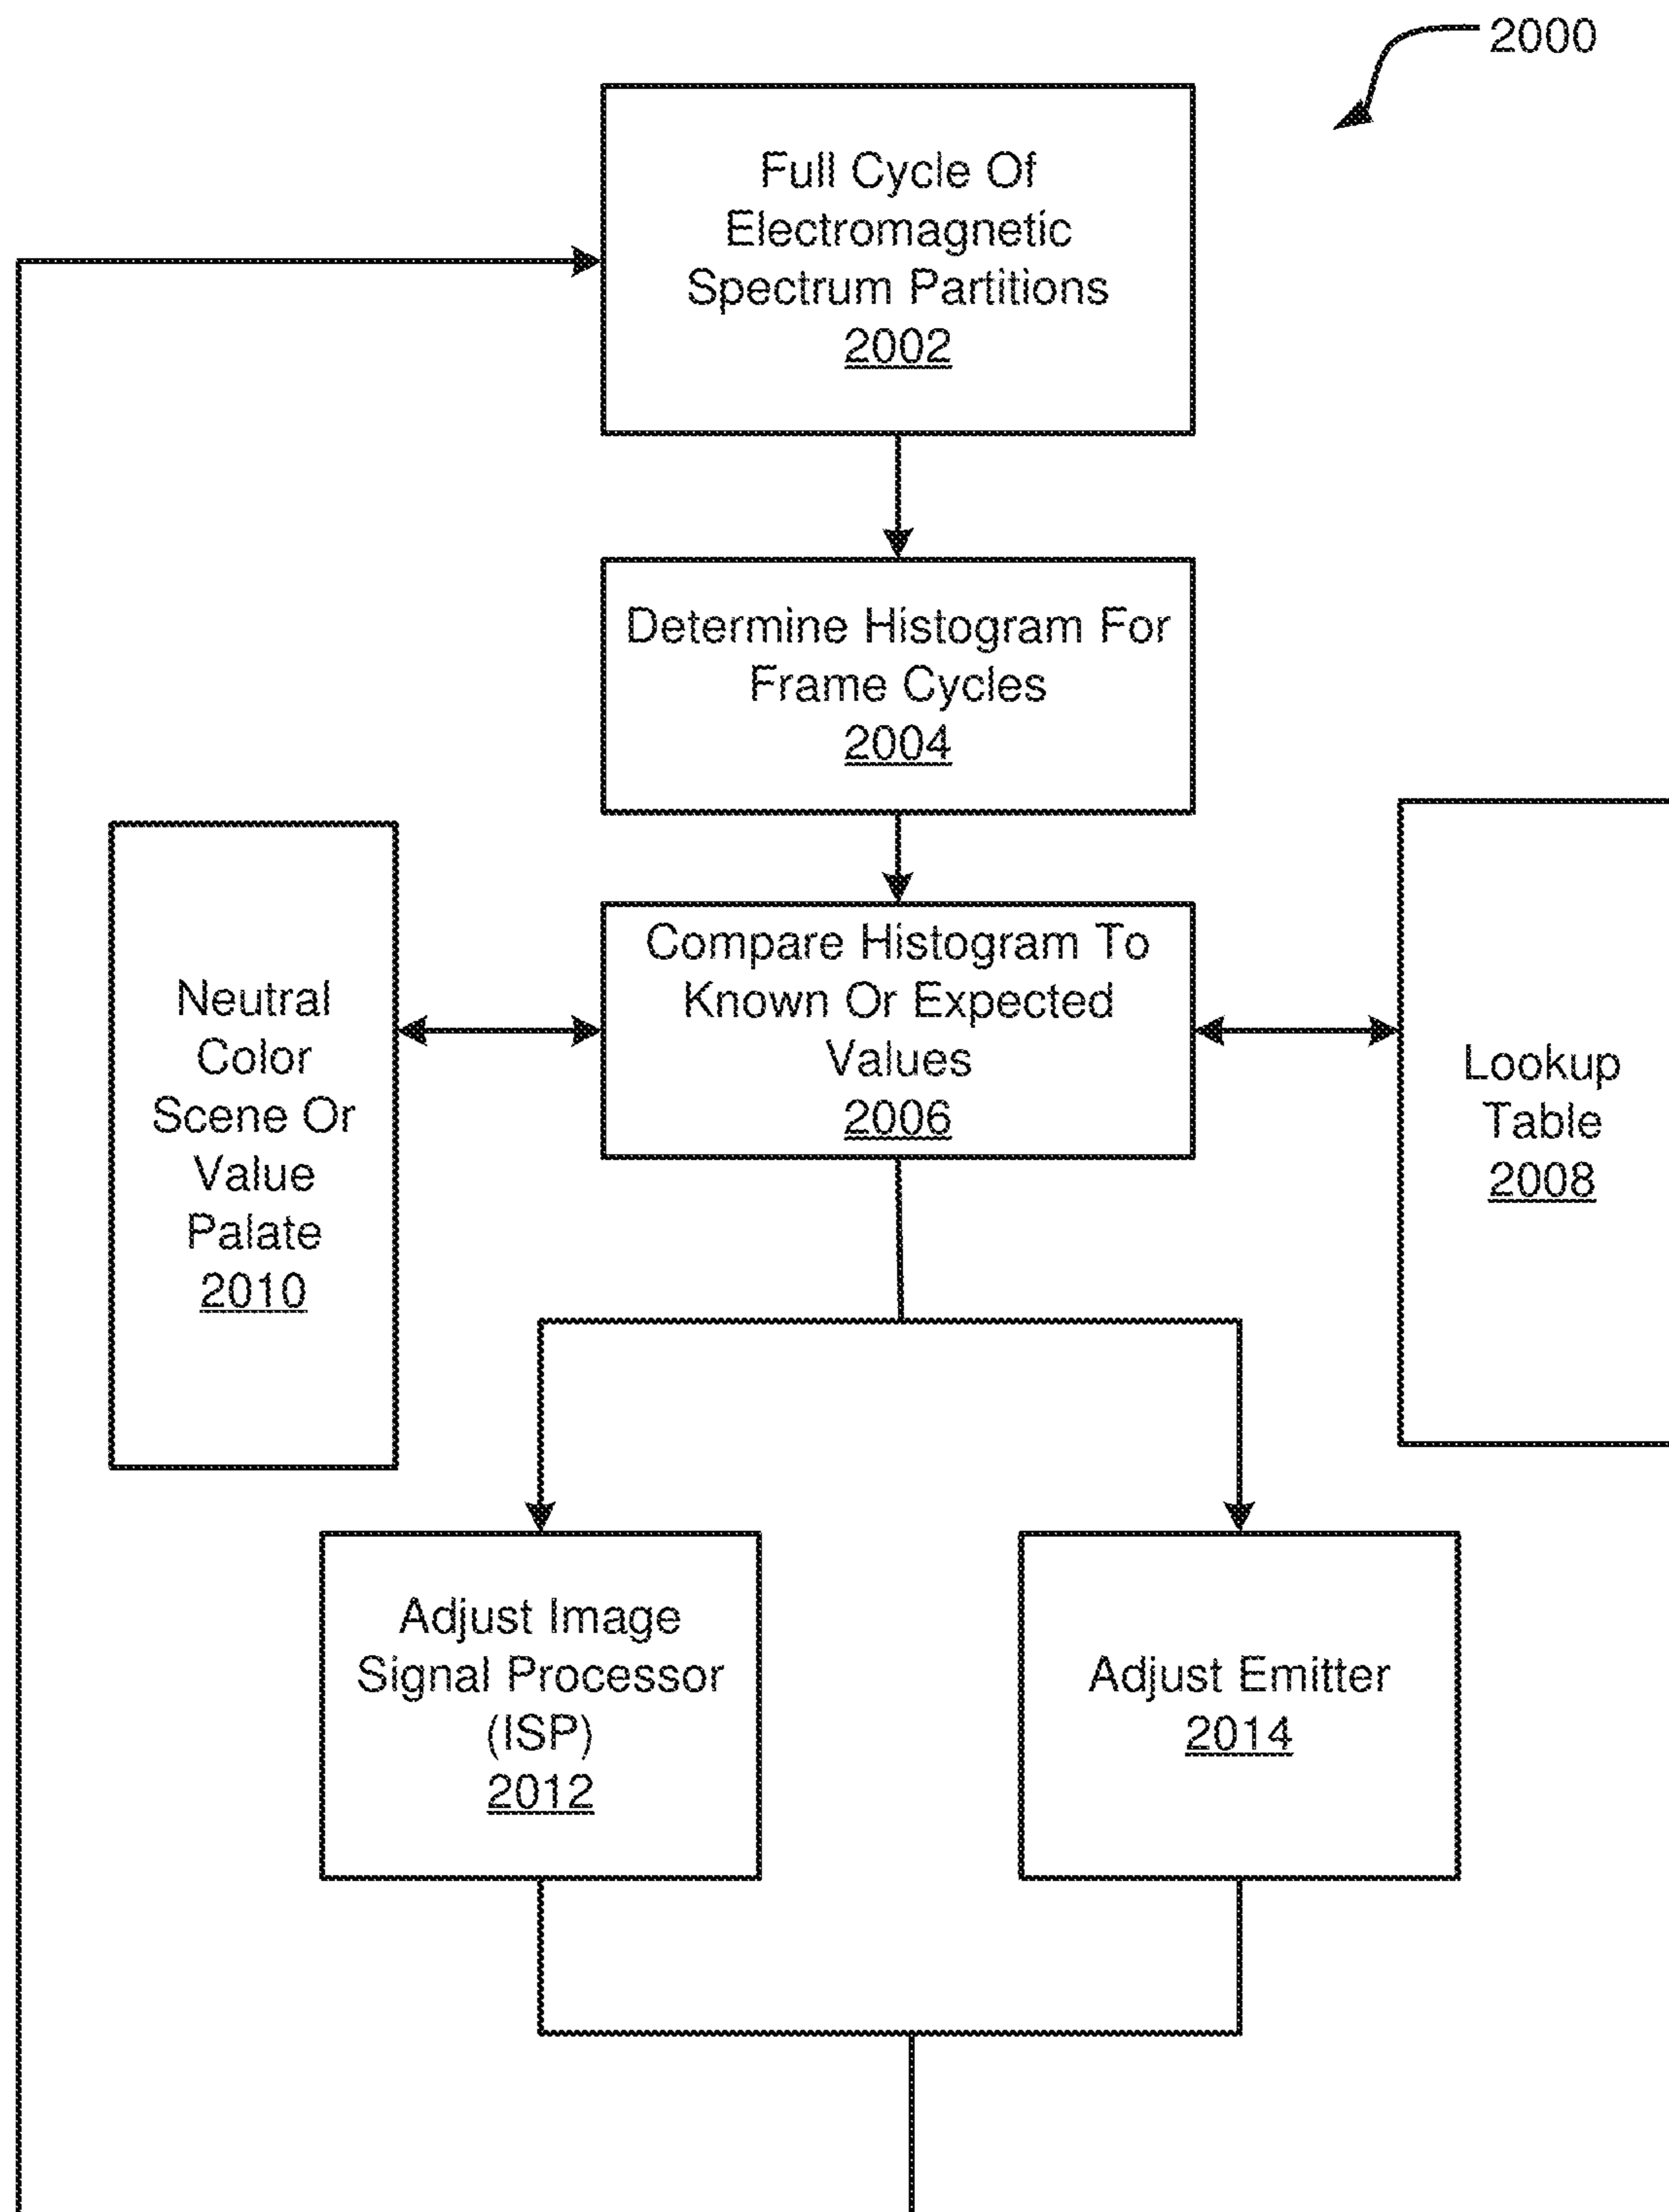 2000
Full Cycle Of
Electromagnetic
Spectrum Partitions
2002
Determine Histogram For
Frame Cycles
2004
Compare Histogram To
Known Or Expected
Values
2006
Neutral
Color
Scene Or
Value
Palate
2010
Lookup
Table
2008
Adjust Image
Signal Processor
(ISP)
2012
Adjust Emitter
2014